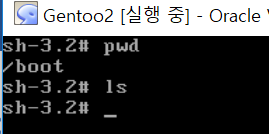 Gentoo2 [실행 중] - Oracle V
sh-3.2# pwd
/boot
sh-3.2# ls
sh-3.2# _